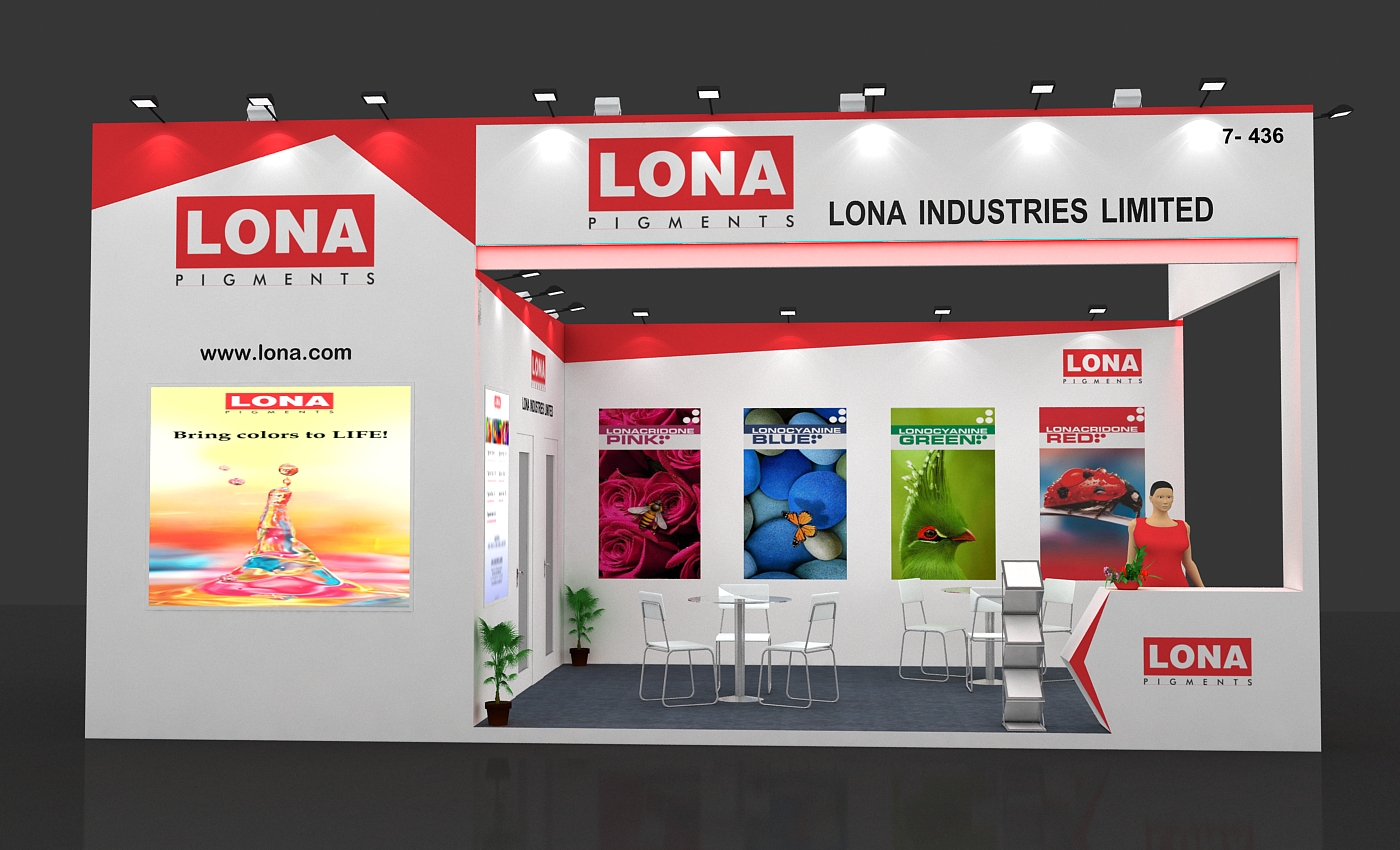 LONA
PIGMENTS
www.lona.com
LONA
PIGMENTS
Bring colors to LIFE!
LONA
PIGMENTS
LONA INDUSTRIES LIMITED
7- 436
LONA
LONA INDUSTRIES LIMITED
LONACRIDONE
PINK
LONOCYANINE
BLUE
LONOCYANINE
GREEN
LONA
PIGMENTS
LONACRIDONE
RED
LONA
PIGMENTS